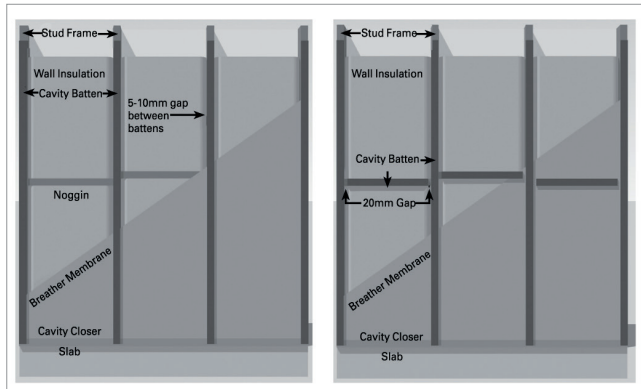 Stud Frame
Wall Insulation
Cavity Batten
5-10mm gap
between
battens
Noggin
Breather Membrane
Cavity Closer
Slab
Stud Frame
Wall Insulation
Cavity Batten
20mm Gap
Breather Membrane
Cavity Closer
Slab